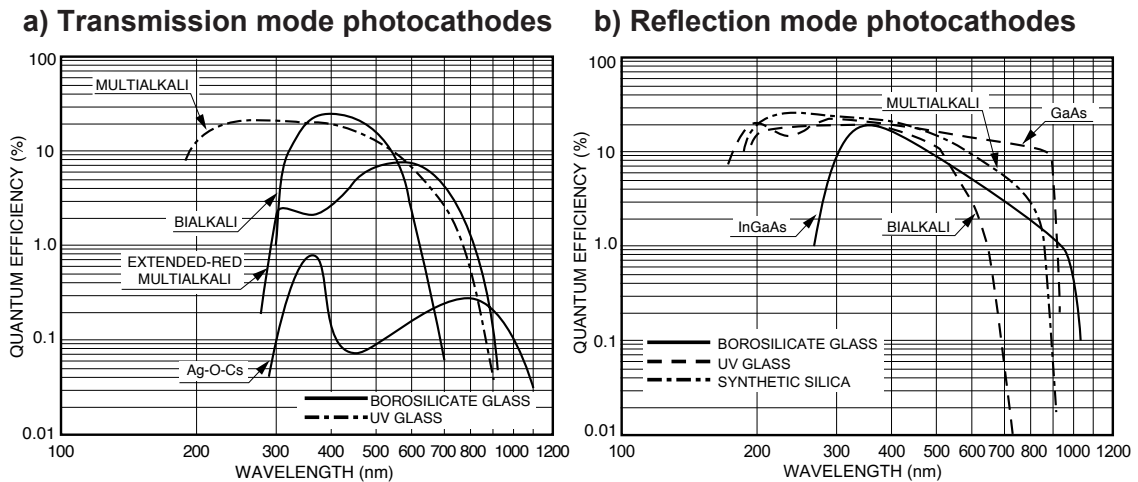 a) Transmission mode photocathodes
100
10
1.0
0.1
0.01
QUANTUM EFFICIENCY (%)
MULTIALKALI
BIALKALI
EXTENDED-RED
MULTIALKALI
Ag-O-Cs
BOROSILICATE GLASS
UV GLASS
100 200 300 400 500 600 700 800 1000 1200
WAVELENGTH (nm)
b) Reflection mode photocathodes
100
10
1.0
0.1
0.01
QUANTUM EFFICIENCY (%)
MULTIALKALI
GaAs
InGaAs
BIALKALI
BOROSILICATE GLASS
UV GLASS
SYNTHETIC SILICA
100 200 300 400 500 600 700 800 1000 1200
WAVELENGTH (nm)